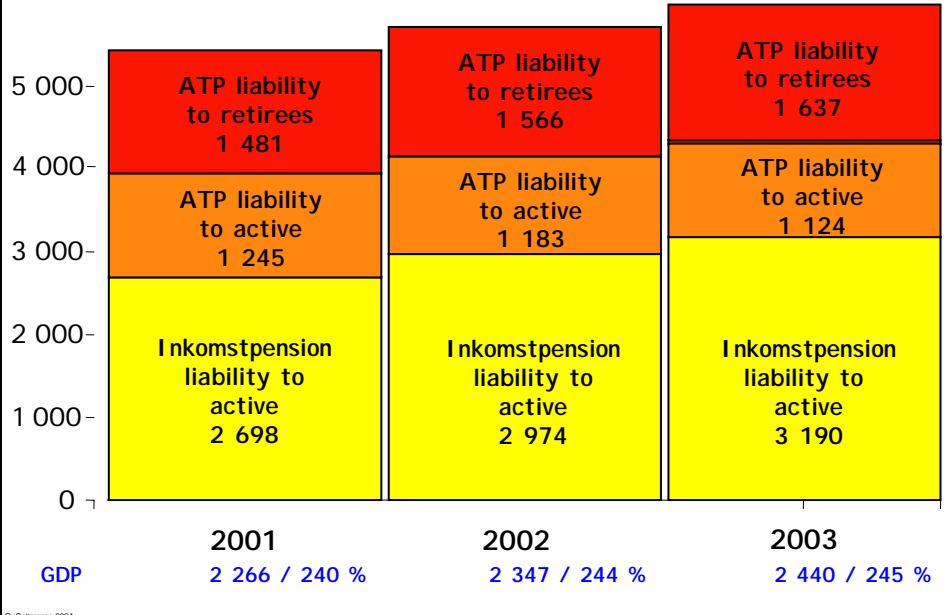 5 000
4 000
3 000
2 000
1 000
0
ATP liability
to retirees
1 481
ATP liability
to active
1 245
Inkomstpension
liability to
active
2 698
ATP liability
to retirees
1 566
ATP liability
to active
1 183
Inkomstpension
liability to
active
2 974
ATP liability
to retirees
1 637
ATP liability
to active
1 124
Inkomstpension
liability to
active
3 190
2001 2002 2003
GDP 2 266 / 240 % 2 347 / 244 % 2 440 / 245 %